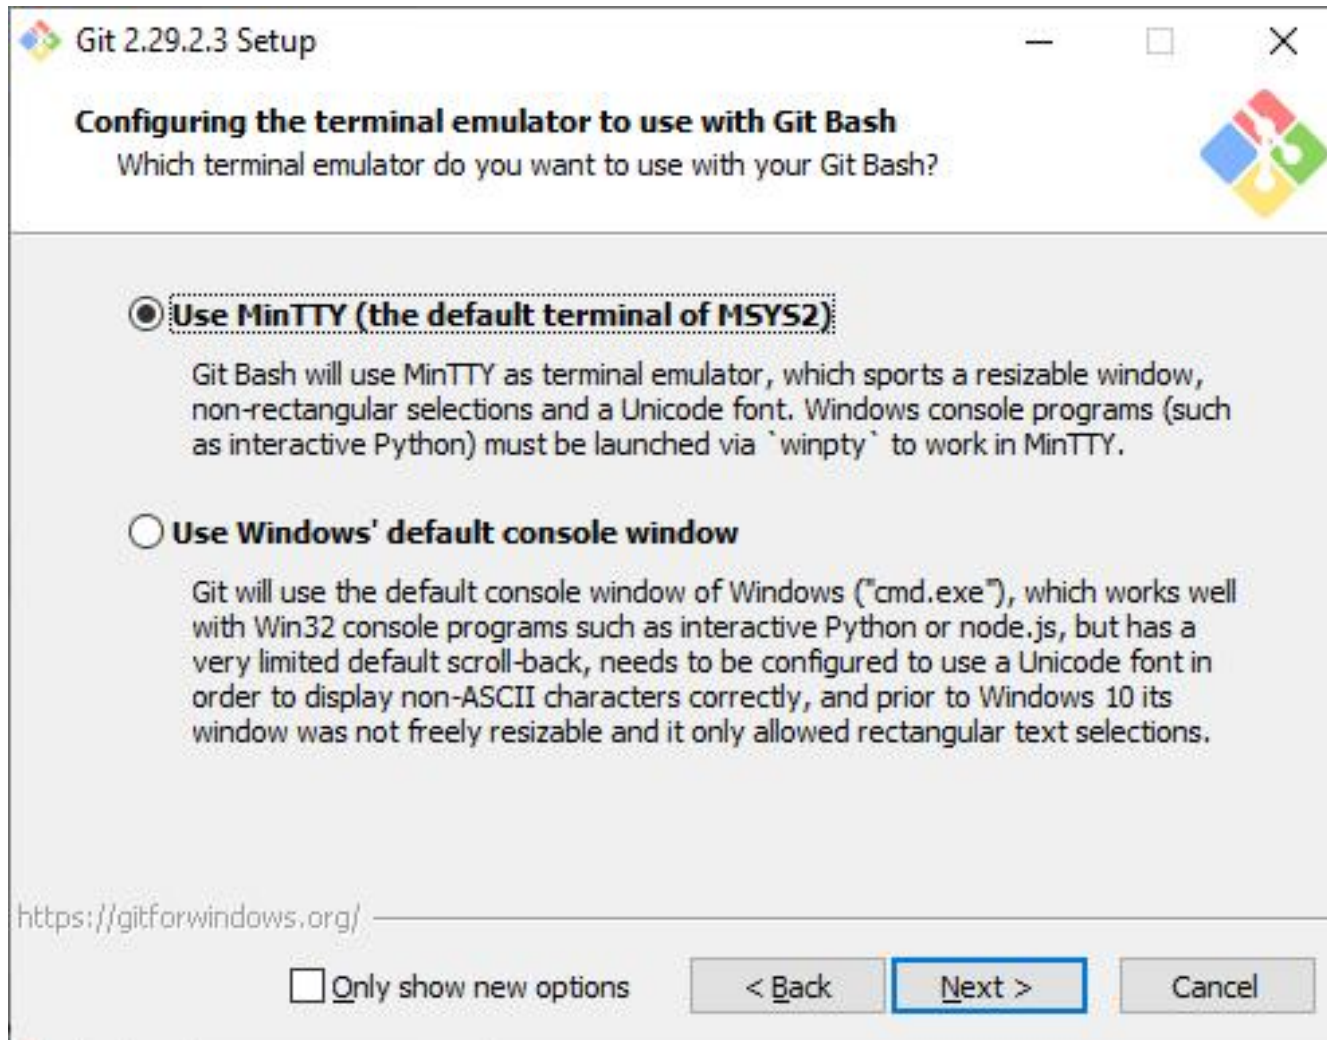 Git 2.29.2.3 Setup
Configuring the terminal emulator to use with Git Bash
Which terminal emulator do you want to use with your Git Bash?
Use MinTTY (the default terminal of MSYS2)
Git Bash will use MinTTY as terminal emulator, which sports a resizable window,
non-rectangular selections and a Unicode font. Windows console programs (such
as interactive Python) must be launched via `winpty` to work in MinTTY.
Use Windows' default console window
Git will use the default console window of Windows ("cmd.exe"), which works well
with Win32 console programs such as interactive Python or node.js, but has a
very limited default scroll-back, needs to be configured to use a Unicode font in
order to display non-ASCII characters correctly, and prior to Windows 10 its
window was not freely resizable and it only allowed rectangular text selections.
https://gitforwindows.org/
Only show new options
< Back
Next >
Cancel